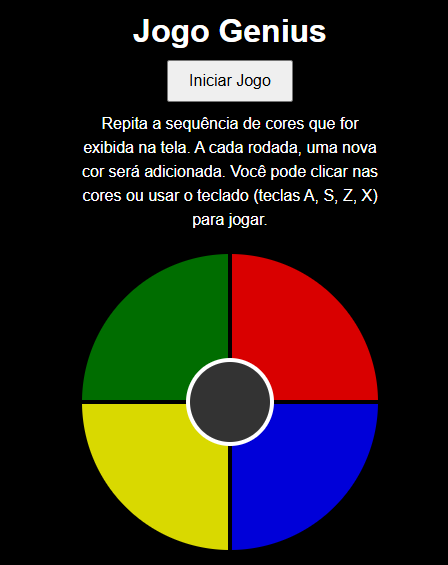 Jogo Genius
Iniciar Jogo
Repita a sequência de cores que for
exibida na tela. A cada rodada, uma nova
cor será adicionada. Você pode clicar nas
cores ou usar o teclado (teclas A, S, Z, X)
para jogar.